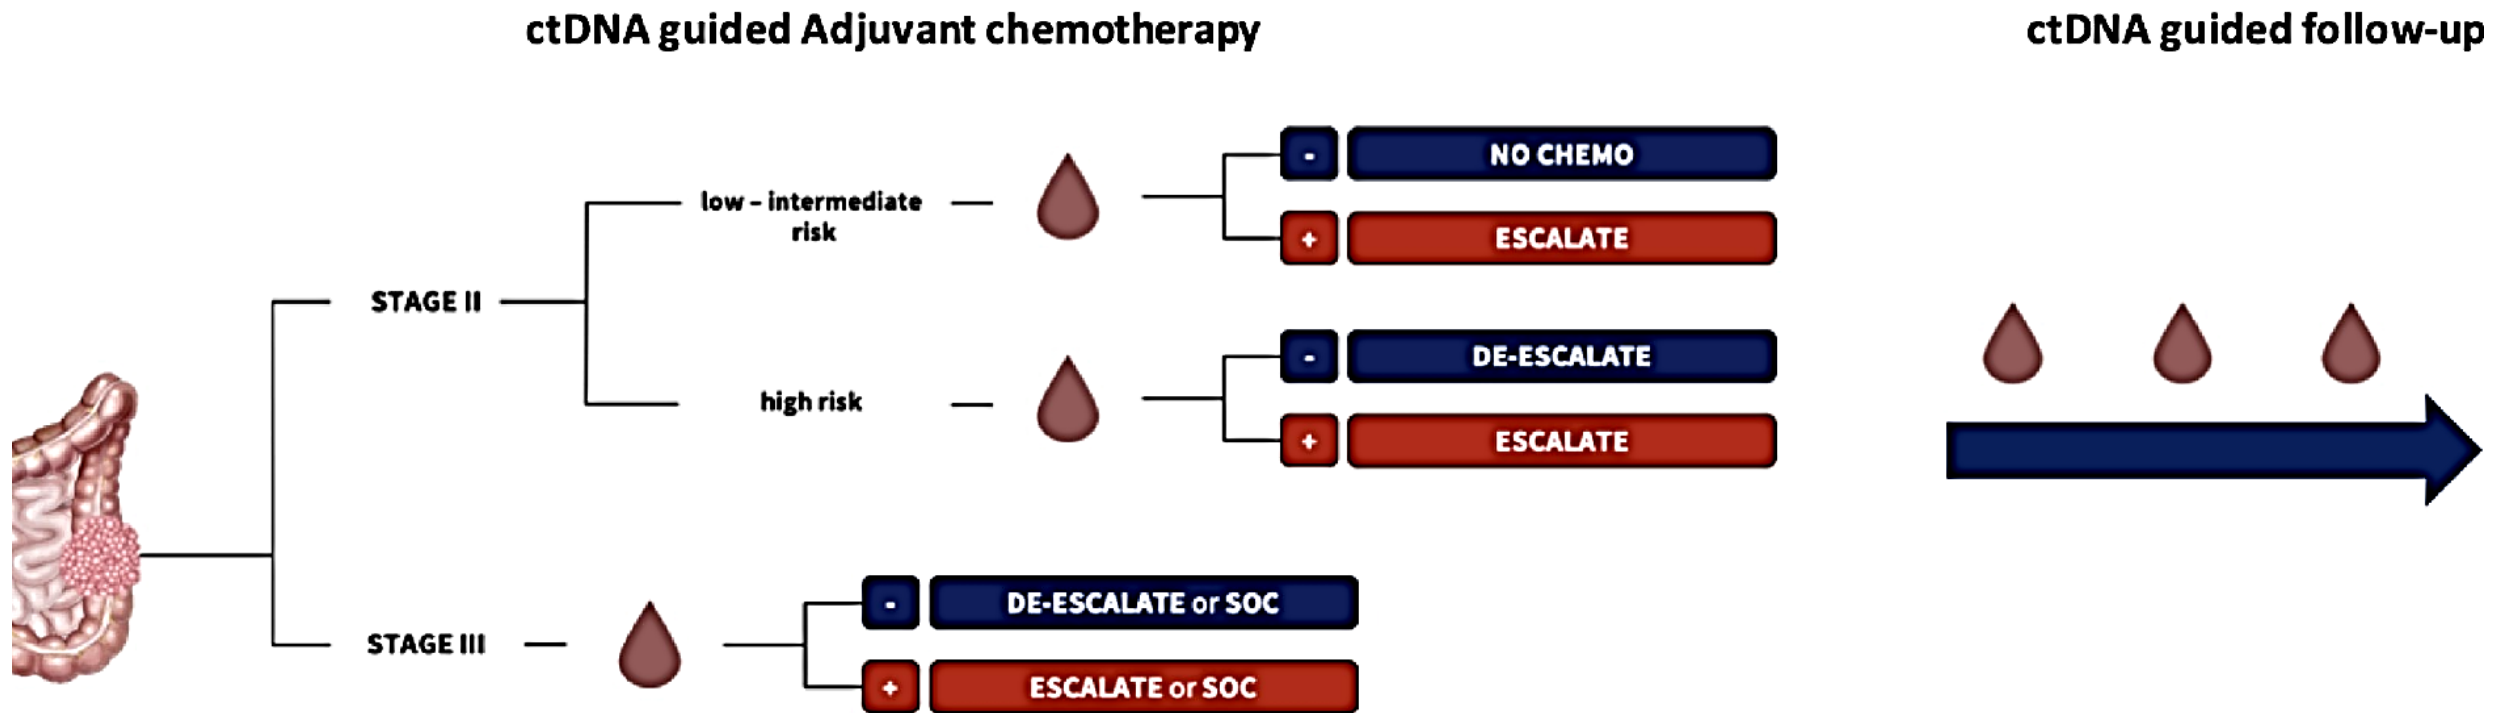 ctDNA guided Adjuvant chemotherapy
ctDNA guided follow-up
- NO CHEMO
low – intermediate
risk
+ ESCALATE
STAGE II
- DE-ESCALATE
high risk
+ ESCALATE
- DE-ESCALATE or SOC
STAGE III
+ ESCALATE or SOC